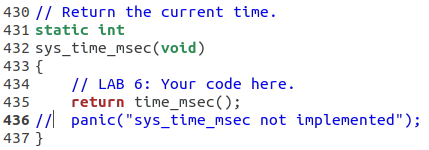 430 // Return the current time.
431 static int
432 sys_time_msec(void)
433 {
434     // LAB 6: Your code here.
435     return time_msec();
436 //  panic("sys_time_msec not implemented");
437 }